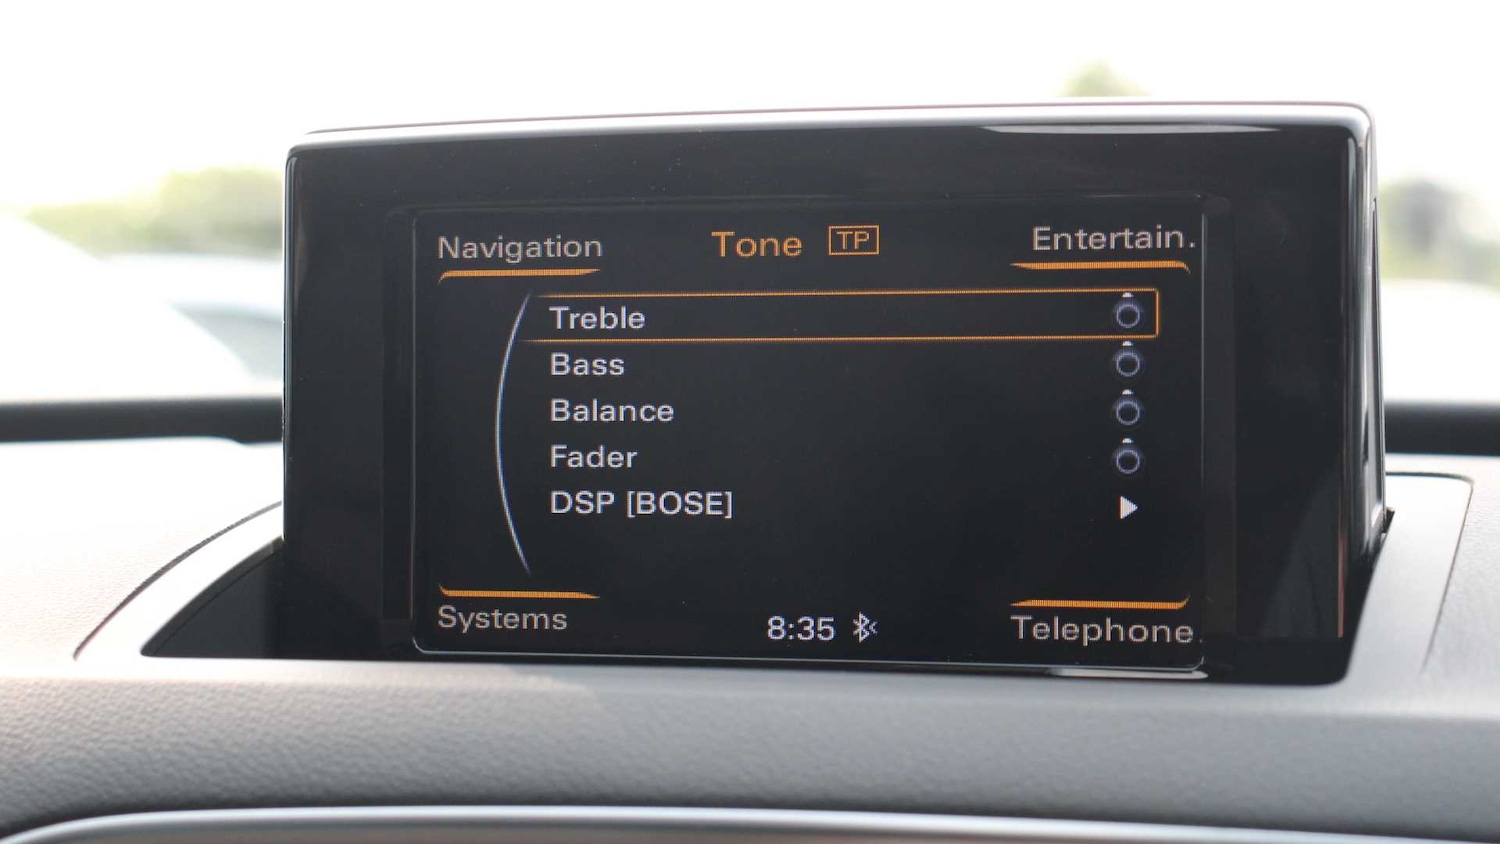 Navigation Tone TP Entertain.
Treble
Bass
Balance
Fader
DSP [BOSE]
Systems 8:35 Telephone